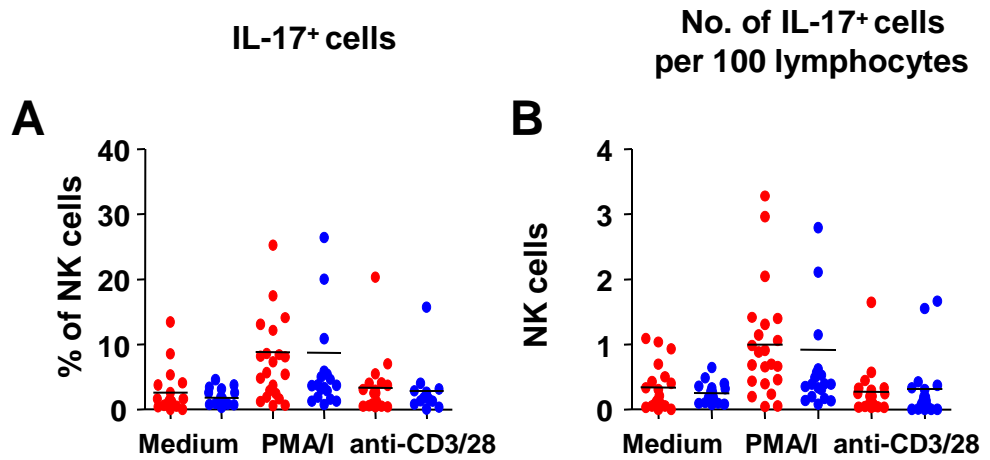 IL-17⁺ cells
No. of IL-17⁺ cells
per 100 lymphocytes
A
B
% of NK cells
40
30
20
10
0
Medium PMA/I anti-CD3/28
NK cells
4
3
2
1
0
Medium PMA/I anti-CD3/28